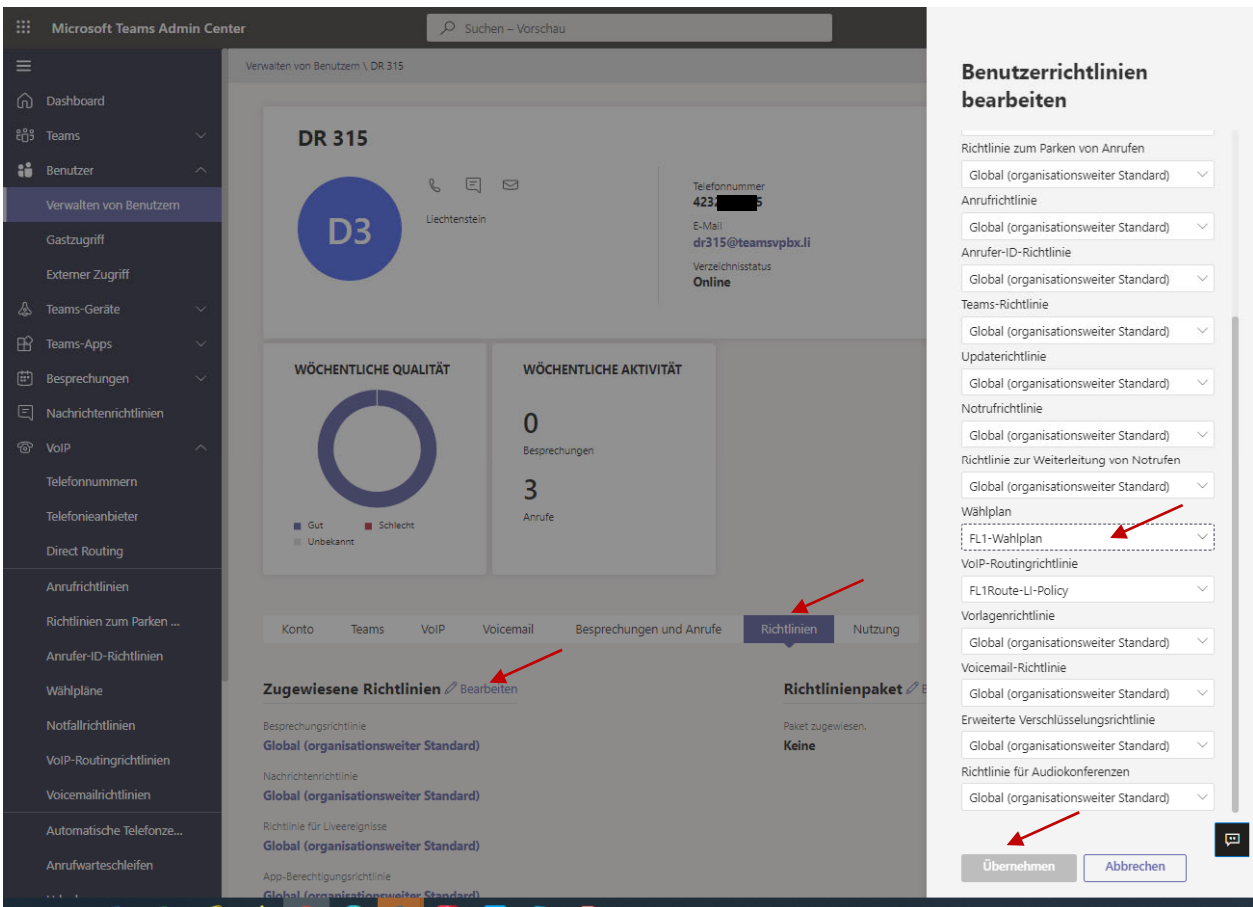 Microsoft Teams Admin Center
Suchen – Vorschau
Dashboard
Teams
Benutzer
Verwalten von Benutzern
Gastzugriff
Externer Zugriff
Teams-Geräte
Teams-Apps
Besprechungen
Nachrichtenrichtlinien
VoIP
Telefonnummern
Telefonieanbieter
Direct Routing
Anrufrichtlinien
Richtlinien zum Parken ...
Anrufer-ID-Richtlinien
Wählpläne
Notfallrichtlinien
VoIP-Routingrichtlinien
Voicemailrichtlinien
Automatische Telefonze...
Anrufwarteschleifen
Verwalten von Benutzern \ DR 315
DR 315
D3
Liechtenstein
Telefonnummer
4232 5
E-Mail
dr315@teamsvpbx.li
Verzeichnisstatus
Online
WÖCHENTLICHE QUALITÄT
Gut Schlecht
Unbekannt
WÖCHENTLICHE AKTIVITÄT
0
Besprechungen
3
Anrufe
Konto Teams VoIP Voicemail Besprechungen und Anrufe Richtlinien Nutzung
Zugewiesene Richtlinien Bearbeiten
Besprechungsrichtlinie
Global (organisationsweiter Standard)
Nachrichtenrichtlinie
Global (organisationsweiter Standard)
Richtlinie für Liveereignisse
Global (organisationsweiter Standard)
App-Berechtigungsrichtlinie
Global (organisationsweiter Standard)
Richtlinienpaket
Paket zugewiesen.
Keine
Benutzerrichtlinien
bearbeiten
Richtlinie zum Parken von Anrufen
Global (organisationsweiter Standard)
Anrufrichtlinie
Global (organisationsweiter Standard)
Anrufer-ID-Richtlinie
Global (organisationsweiter Standard)
Teams-Richtlinie
Global (organisationsweiter Standard)
Updaterichtlinie
Global (organisationsweiter Standard)
Notrufrichtlinie
Global (organisationsweiter Standard)
Richtlinie zur Weiterleitung von Notrufen
Global (organisationsweiter Standard)
Wählplan
FL1-Wahlplan
VoIP-Routingrichtlinie
FL1Route-LI-Policy
Vorlagenrichtlinie
Global (organisationsweiter Standard)
Voicemail-Richtlinie
Global (organisationsweiter Standard)
Erweiterte Verschlüsselungsrichtlinie
Global (organisationsweiter Standard)
Richtlinie für Audiokonferenzen
Global (organisationsweiter Standard)
Übernehmen Abbrechen